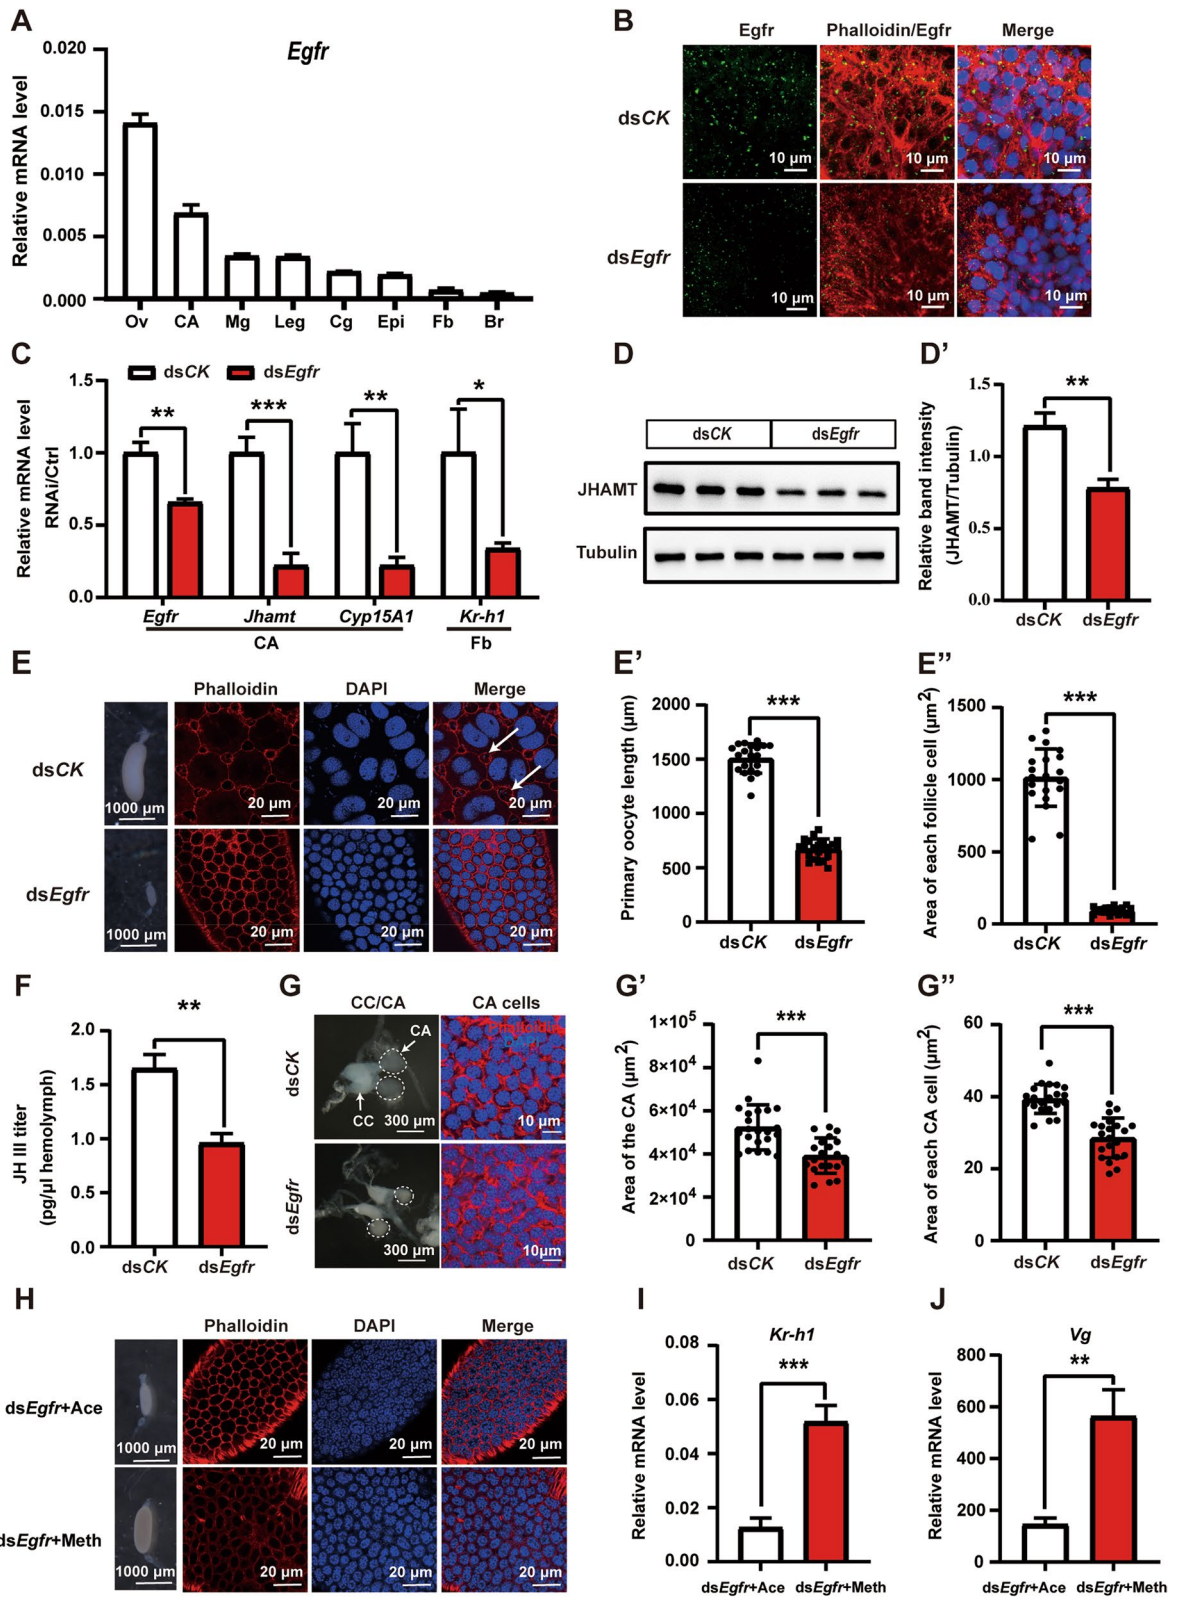 A
Egfr
Relative mRNA level
0.020
0.015
0.010
0.005
0.000
Ov CA Mg Leg Cg Epi Fb Br
B
Egfr Phalloidin/Egfr Merge
dsCK
10 µm 10 µm 10 µm
dsEgfr
10 µm 10 µm 10 µm
C
dsCK dsEgfr
Relative mRNA level
RNAi/Ctrl
1.5
1.0
0.5
0.0
** *** ** *
Egfr Jhamt Cyp15A1 Kr-h1
CA Fb
D
dsCK dsEgfr
JHAMT
Tubulin
D’
Relative band intensity
(JHAMT/Tubulin)
1.5
1.0
0.5
0.0
**
dsCK dsEgfr
E
Phalloidin DAPI Merge
dsCK
1000 µm 20 µm 20 µm 20 µm
dsEgfr
1000 µm 20 µm 20 µm 20 µm
E’
Primary oocyte length (µm)
2000
1500
1000
500
0
***
dsCK dsEgfr
E’’
Area of each follicle cell (µm2)
1500
1000
500
0
***
dsCK dsEgfr
F
JH III titer
(pg/µl hemolymph)
2.0
1.5
1.0
0.5
0.0
**
dsCK dsEgfr
G
CC/CA CA cells
dsCK
CA
CC
300 µm
Phalloidin
DAPI
10 µm
dsEgfr
300 µm 10µm
G’
Area of the CA (µm2)
1×105
8×104
6×104
4×104
2×104
0
***
dsCK dsEgfr
G’’
Area of each CA cell (µm2)
60
40
20
0
***
dsCK dsEgfr
H
Phalloidin DAPI Merge
dsEgfr+Ace
1000 µm 20 µm 20 µm 20 µm
dsEgfr+Meth
1000 µm 20 µm 20 µm 20 µm
I
Kr-h1
Relative mRNA level
0.08
0.06
0.04
0.02
0.00
***
dsEgfr+Ace dsEgfr+Meth
J
Vg
Relative mRNA level
800
600
400
200
0
**
dsEgfr+Ace dsEgfr+Meth